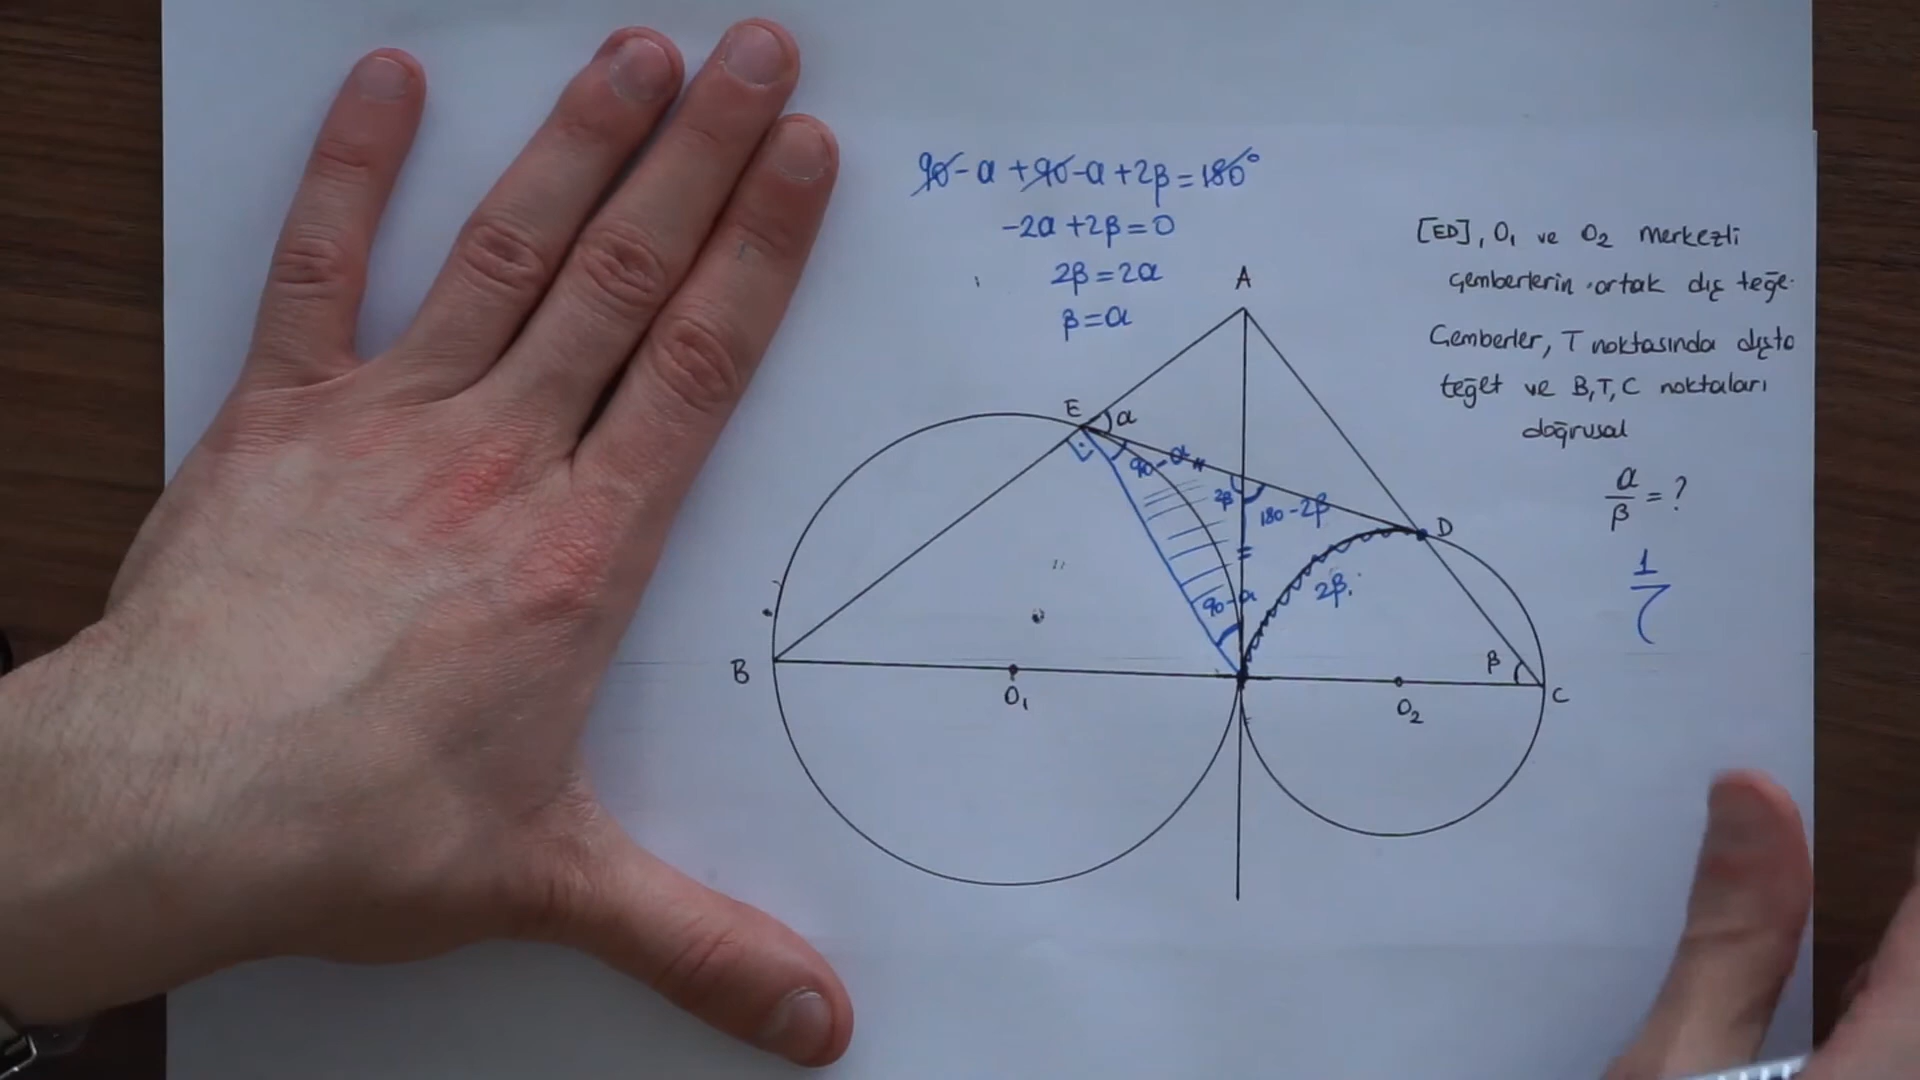 90-α + 90-α + 2β = 180°
-2α + 2β = 0
2β = 2α
β = α
[ED], O₁ ve O₂ merkezli
çemberlerin ortak dış teğe
Çemberler, T noktasında dışta
teğet ve B, T, C noktaları
doğrusal
α/β = ?
1
A
E
α
90-α
2β
180-2β
D
2β
90-α
B
O₁
O₂
β
C